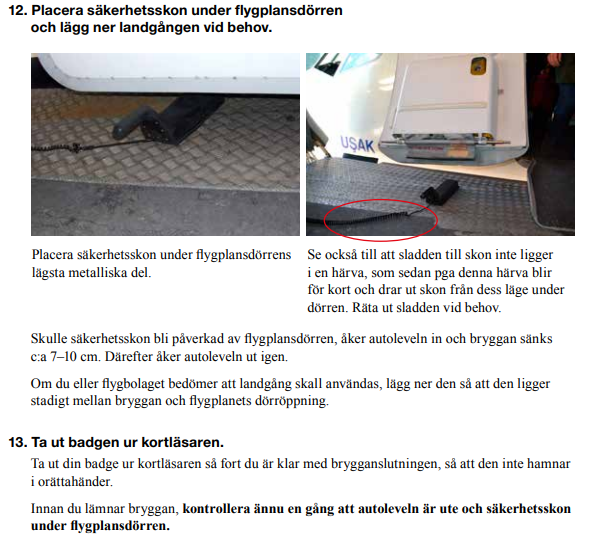 12. Placera säkerhetsskon under flygplansdörren
och lägg ner landgången vid behov.
UŞAK
Placera säkerhetsskon under flygplansdörrens
lägsta metalliska del.
Se också till att sladden till skon inte ligger
i en härva, som sedan pga denna härva blir
för kort och drar ut skon från dess läge under
dörren. Räta ut sladden vid behov.
Skulle säkerhetsskon bli påverkad av flygplansdörren, åker autoleveln in och bryggan sänks
c:a 7–10 cm. Därefter åker autoleveln ut igen.
Om du eller flygbolaget bedömer att landgång skall användas, lägg ner den så att den ligger
stadigt mellan bryggan och flygplanets dörröppning.
13. Ta ut badgen ur kortläsaren.
Ta ut din badge ur kortläsaren så fort du är klar med brygganslutningen, så att den inte hamnar
i orättahänder.
Innan du lämnar bryggan, kontrollera ännu en gång att autoleveln är ute och säkerhetsskon
under flygplansdörren.